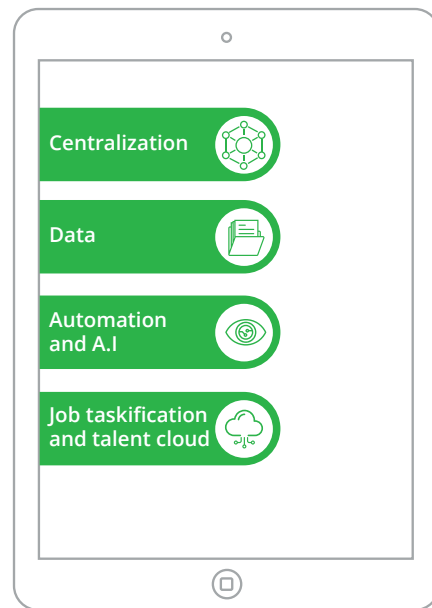 Centralization
Data
Automation
and A.I
Job taskification
and talent cloud